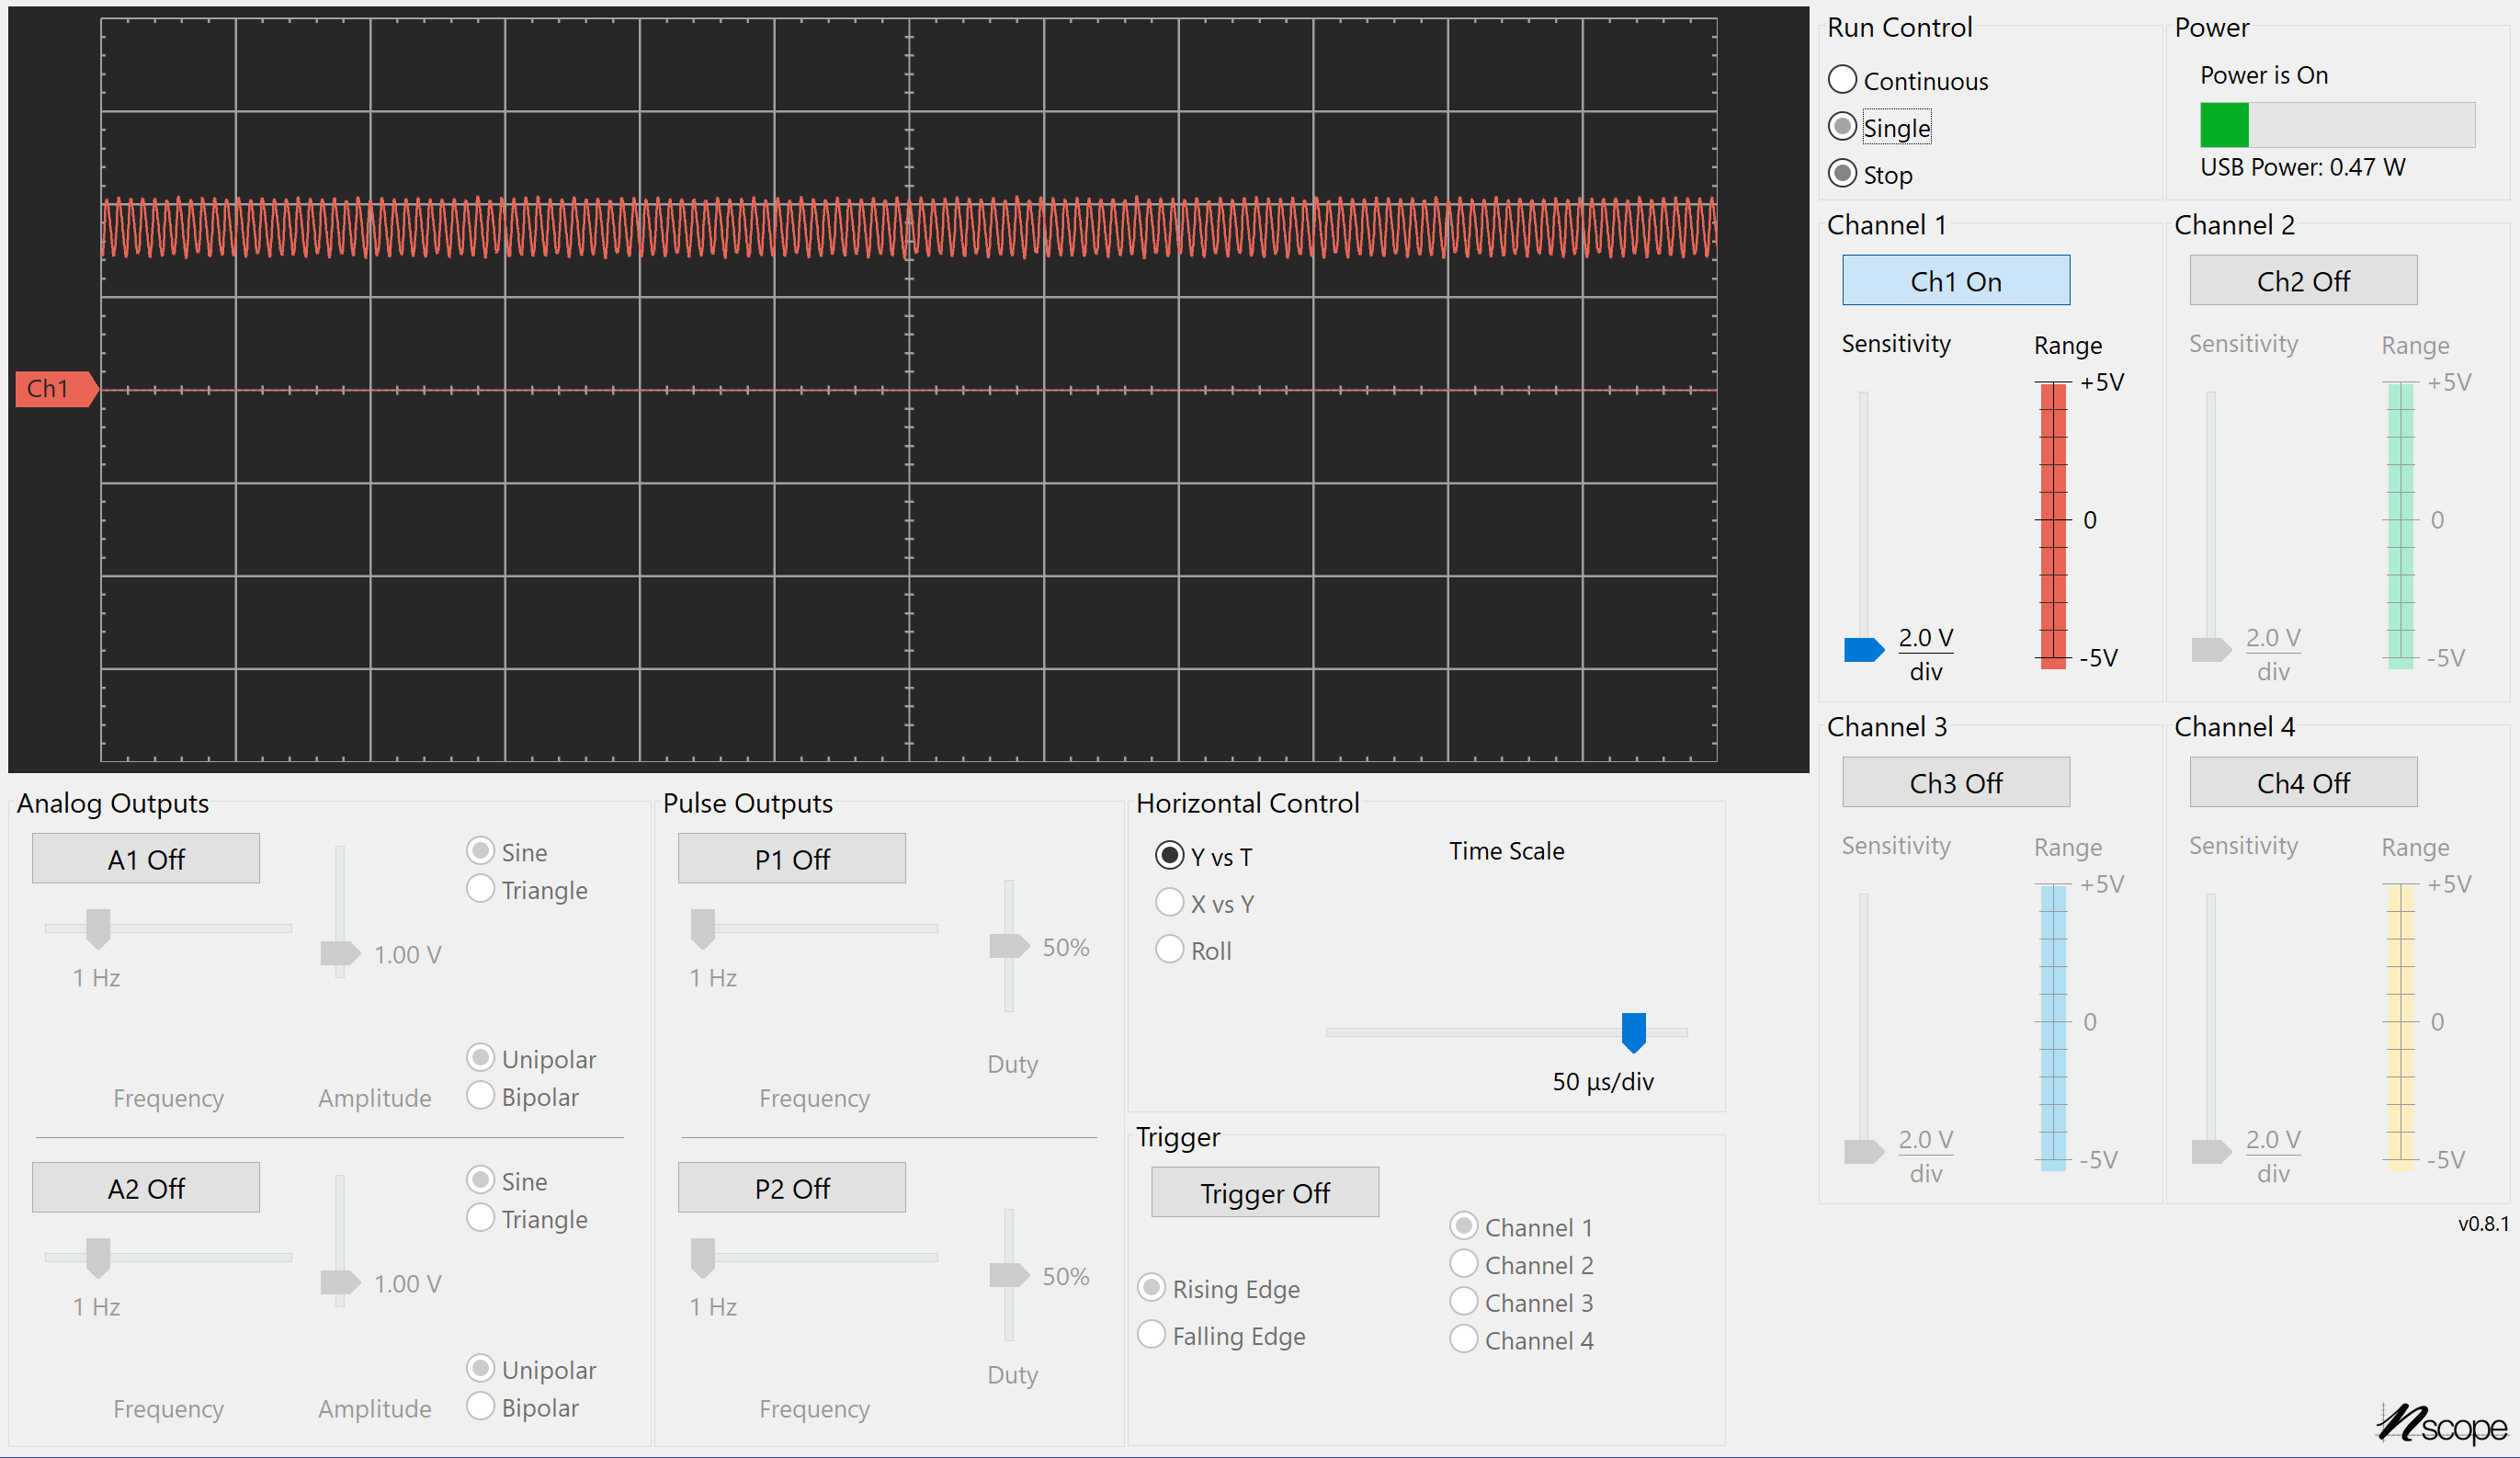 Run Control
Continuous
Single
Stop
Power
Power is On
USB Power: 0.47 W
Ch1
Channel 1
Ch1 On
Sensitivity
Range
+5V
0
-5V
2.0 V
div
Channel 2
Ch2 Off
Sensitivity
Range
+5V
0
-5V
2.0 V
div
Channel 3
Ch3 Off
Sensitivity
Range
+5V
0
-5V
2.0 V
div
Channel 4
Ch4 Off
Sensitivity
Range
+5V
0
-5V
2.0 V
div
Analog Outputs
A1 Off
Sine
Triangle
1.00 V
1 Hz
Unipolar
Bipolar
Frequency
Amplitude
A2 Off
Sine
Triangle
1.00 V
1 Hz
Unipolar
Bipolar
Frequency
Amplitude
Pulse Outputs
P1 Off
50%
1 Hz
Duty
Frequency
P2 Off
50%
1 Hz
Duty
Frequency
Horizontal Control
Y vs T
X vs Y
Roll
Time Scale
50 µs/div
Trigger
Trigger Off
Rising Edge
Falling Edge
Channel 1
Channel 2
Channel 3
Channel 4
v0.8.1
nscope